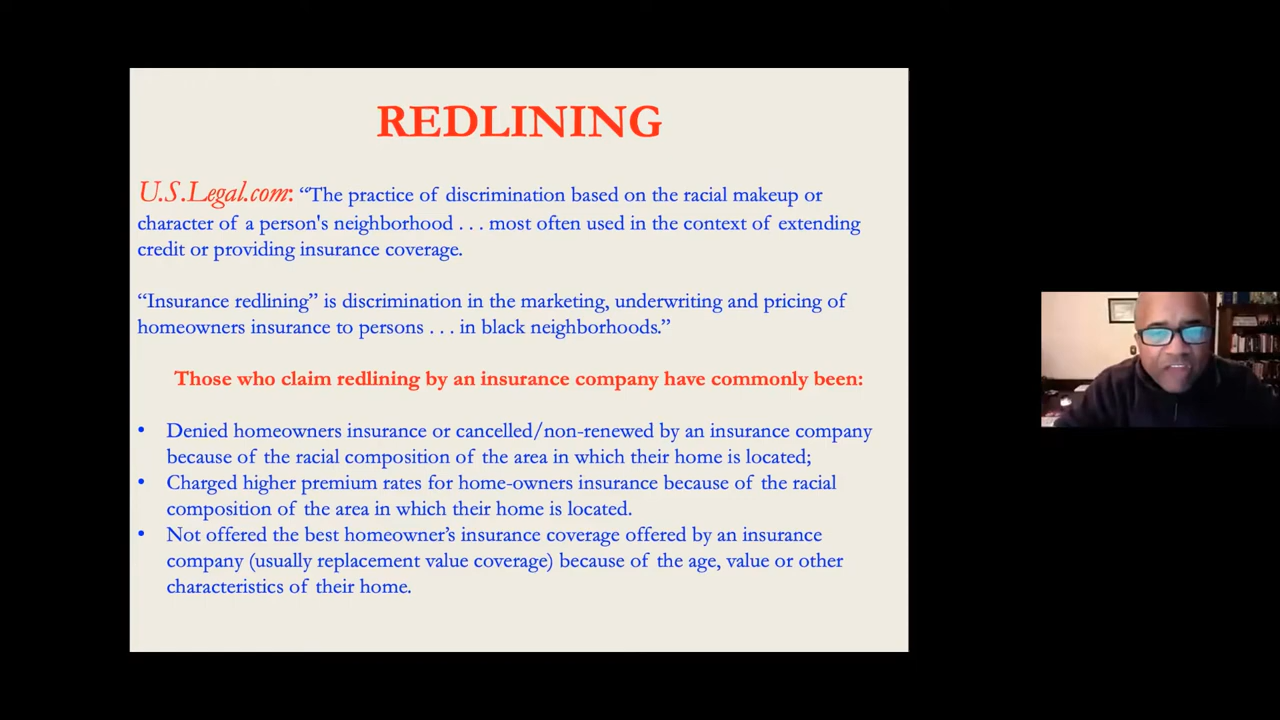 REDLINING
U.S.Legal.com: “The practice of discrimination based on the racial makeup or
character of a person's neighborhood . . . most often used in the context of extending
credit or providing insurance coverage.
“Insurance redlining” is discrimination in the marketing, underwriting and pricing of
homeowners insurance to persons . . . in black neighborhoods.”
Those who claim redlining by an insurance company have commonly been:
• Denied homeowners insurance or cancelled/non-renewed by an insurance company
because of the racial composition of the area in which their home is located;
• Charged higher premium rates for home-owners insurance because of the racial
composition of the area in which their home is located.
• Not offered the best homeowner’s insurance coverage offered by an insurance
company (usually replacement value coverage) because of the age, value or other
characteristics of their home.